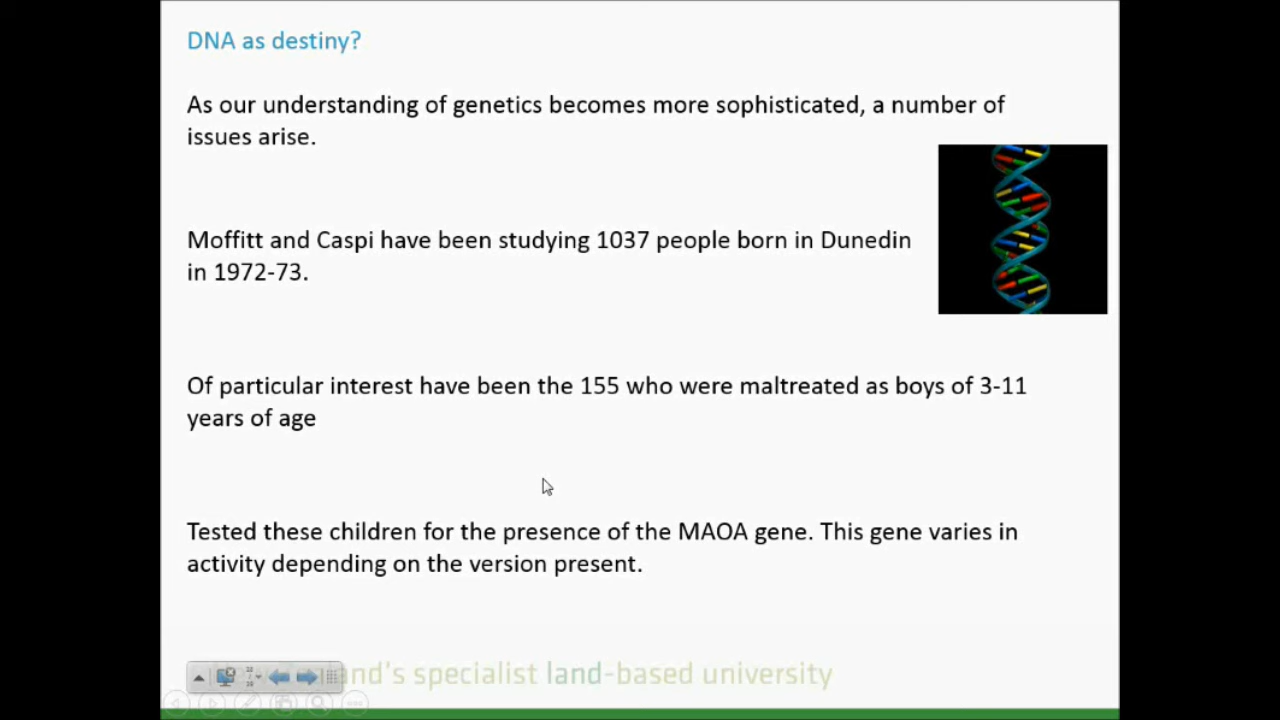 DNA as destiny?
As our understanding of genetics becomes more sophisticated, a number of
issues arise.
Moffitt and Caspi have been studying 1037 people born in Dunedin
in 1972-73.
Of particular interest have been the 155 who were maltreated as boys of 3-11
years of age
Tested these children for the presence of the MAOA gene. This gene varies in
activity depending on the version present.
and's specialist land-based university